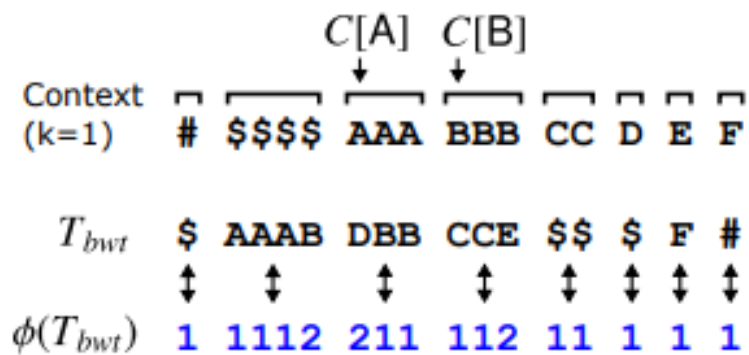 C[A] C[B]
Context
(k=1) # $$$$ AAA BBB CC D E F
T_bwt $ AAAB DBB CCE $$ $ F #
ϕ(T_bwt) 1 1112 211 112 11 1 1 1